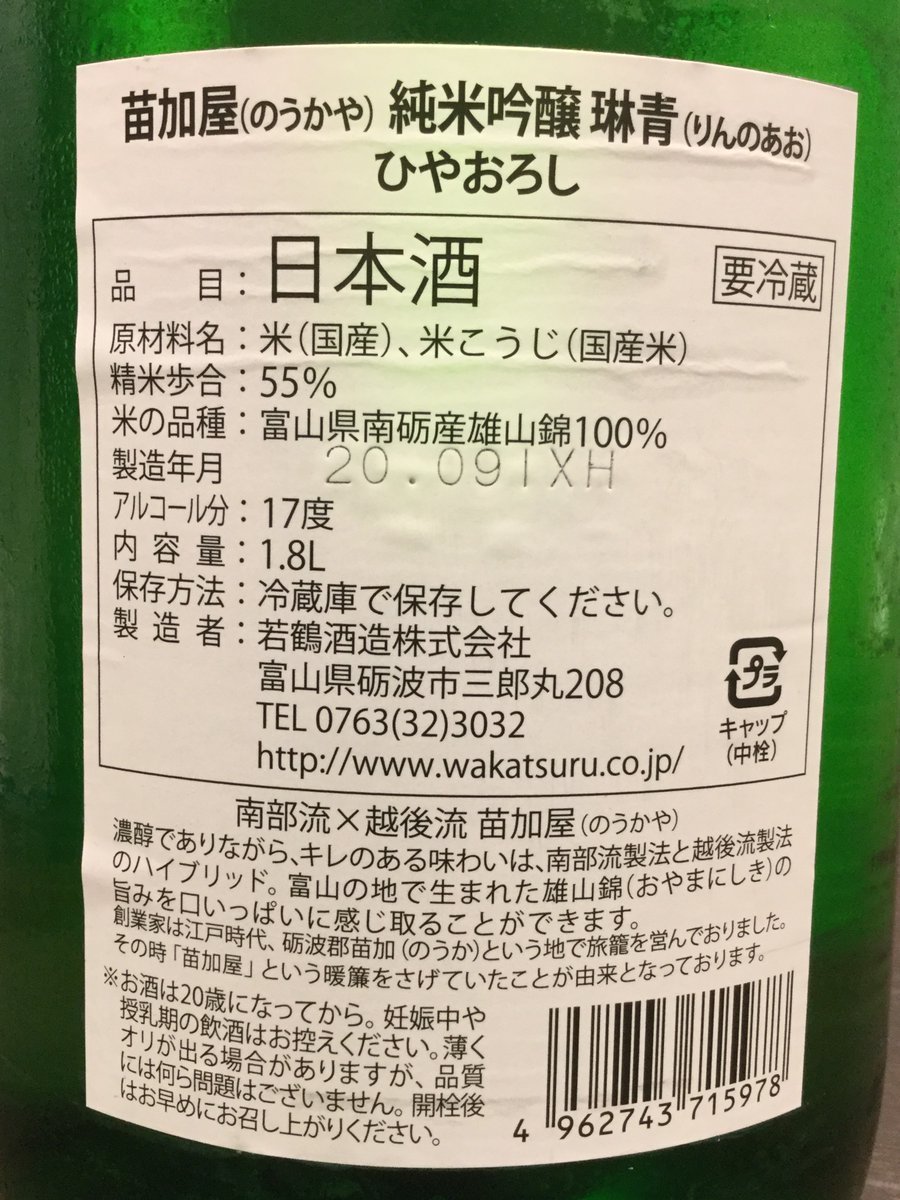 苗加屋(のうかや) 純米吟醸 琳青(りんのあお)
ひやおろし
品　目：日本酒
要冷蔵
原材料名：米(国産)、米こうじ(国産米)
精米歩合：55%
米の品種：富山県南砺産雄山錦100%
製造年月 20.09IXH
アルコール分：17度
内容量：1.8L
保存方法：冷蔵庫で保存してください。
製造者：若鶴酒造株式会社
富山県砺波市三郎丸208
TEL 0763(32)3032
http://www.wakatsuru.co.jp/
プラ
キャップ
(中栓)
南部流×越後流 苗加屋(のうかや)
濃醇でありながら、キレのある味わいは、南部流製法と越後流製法
のハイブリッド。富山の地で生まれた雄山錦(おやまにしき)の
旨みを口いっぱいに感じ取ることができます。
創業家は江戸時代、砺波郡苗加(のうか)という地で旅籠を営んでおりました。
その時「苗加屋」という暖簾をさげていたことが由来となっております。
※お酒は20歳になってから。妊娠中や
授乳期の飲酒はお控えください。薄く
オリが出る場合がありますが、品質
には何ら問題はございません。開栓後
はお早めにお召し上がりください。
4 962743 715978